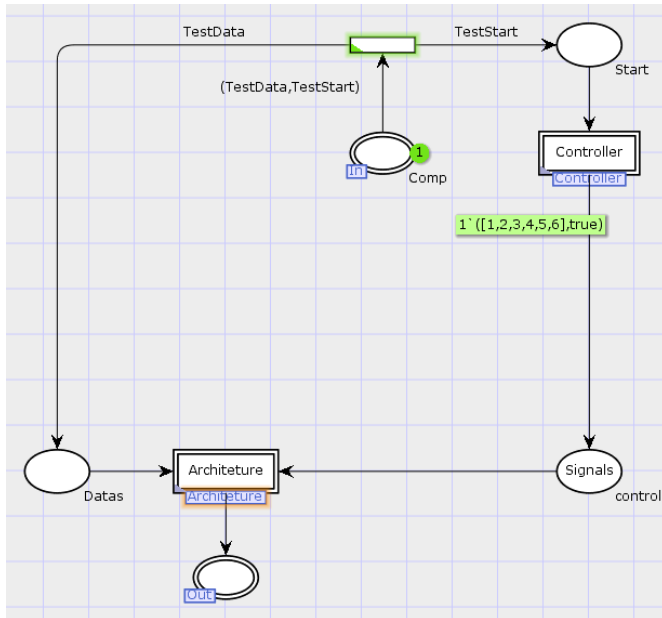 TestData
TestStart
Start
(TestData,TestStart)
1
In
Comp
Controller
Controller
1`([1,2,3,4,5,6],true)
Architeture
Signals
Datas
Architeture
control
Out